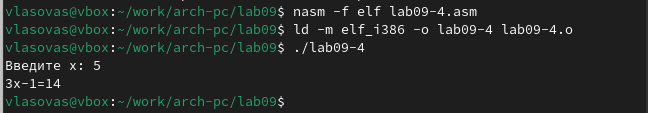 vlasovas@vbox:~/work/arch-pc/lab09$ nasm -f elf lab09-4.asm
vlasovas@vbox:~/work/arch-pc/lab09$ ld -m elf_i386 -o lab09-4 lab09-4.o
vlasovas@vbox:~/work/arch-pc/lab09$ ./lab09-4
Введите x: 5
3x-1=14
vlasovas@vbox:~/work/arch-pc/lab09$